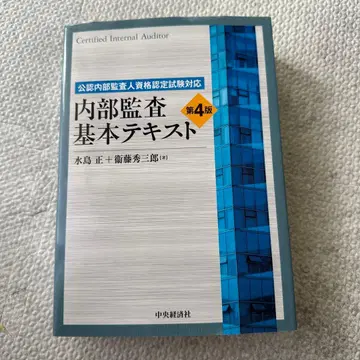 Certified Internal Auditor
公認内部監査人資格認定試験対応
内部監査
基本テキスト
第4版
水島 正+衞藤秀三郎[著]
中央経済社